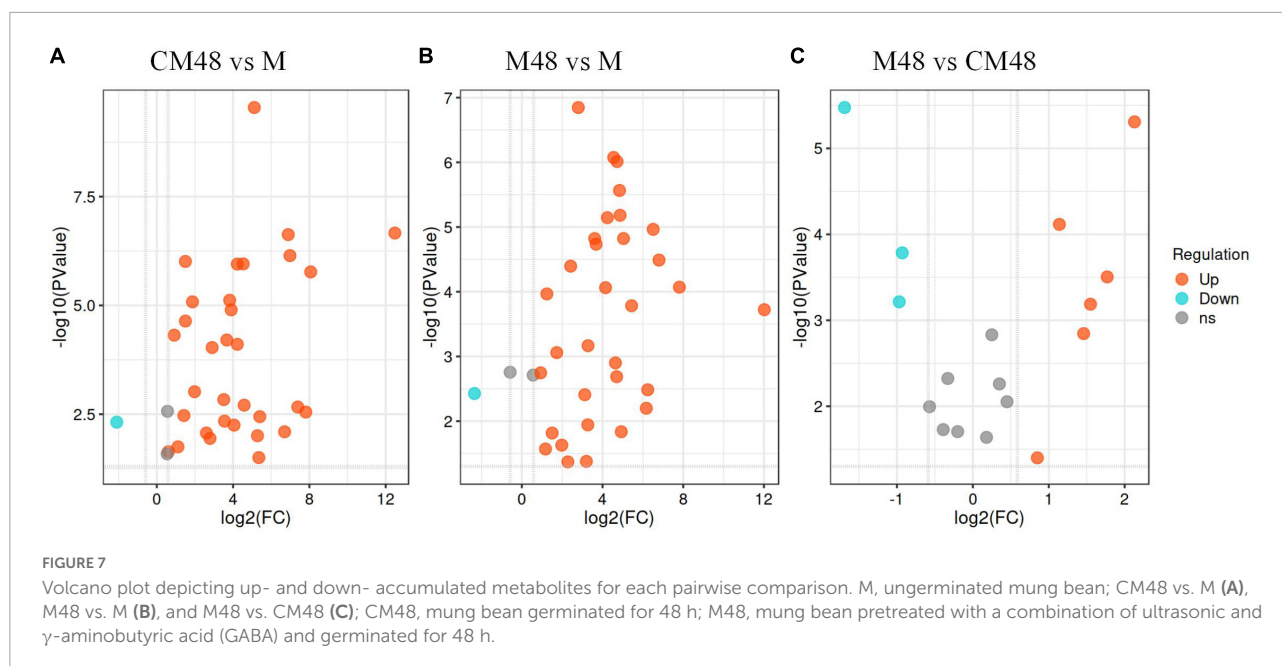 A
CM48 vs M
B
M48 vs M
C
M48 vs CM48
7.5
5.0
2.5
-log10(PValue)
0
4
8
12
log2(FC)
7
6
5
4
3
2
-log10(PValue)
0
4
8
12
log2(FC)
5
4
3
2
-log10(PValue)
-1
0
1
2
log2(FC)
Regulation
Up
Down
ns
FIGURE 7
Volcano plot depicting up- and down- accumulated metabolites for each pairwise comparison. M, ungerminated mung bean; CM48 vs. M (A),
M48 vs. M (B), and M48 vs. CM48 (C); CM48, mung bean germinated for 48 h; M48, mung bean pretreated with a combination of ultrasonic and
γ-aminobutyric acid (GABA) and germinated for 48 h.